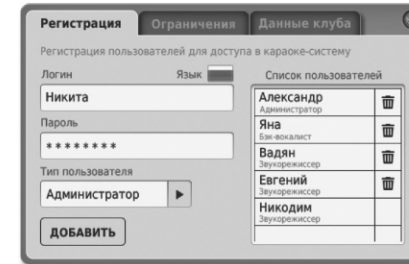 Регистрация Ограничения Данные клуба
Регистрация пользователей для доступа в караоке-систему
Логин Язык Список пользователей
Никита
Пароль
********
Тип пользователя
Администратор
ДОБАВИТЬ
Александр
Администратор
Яна
Бэк-вокалист
Вадян
Звукорежиссер
Евгений
Звукорежиссер
Никодим
Звукорежиссер